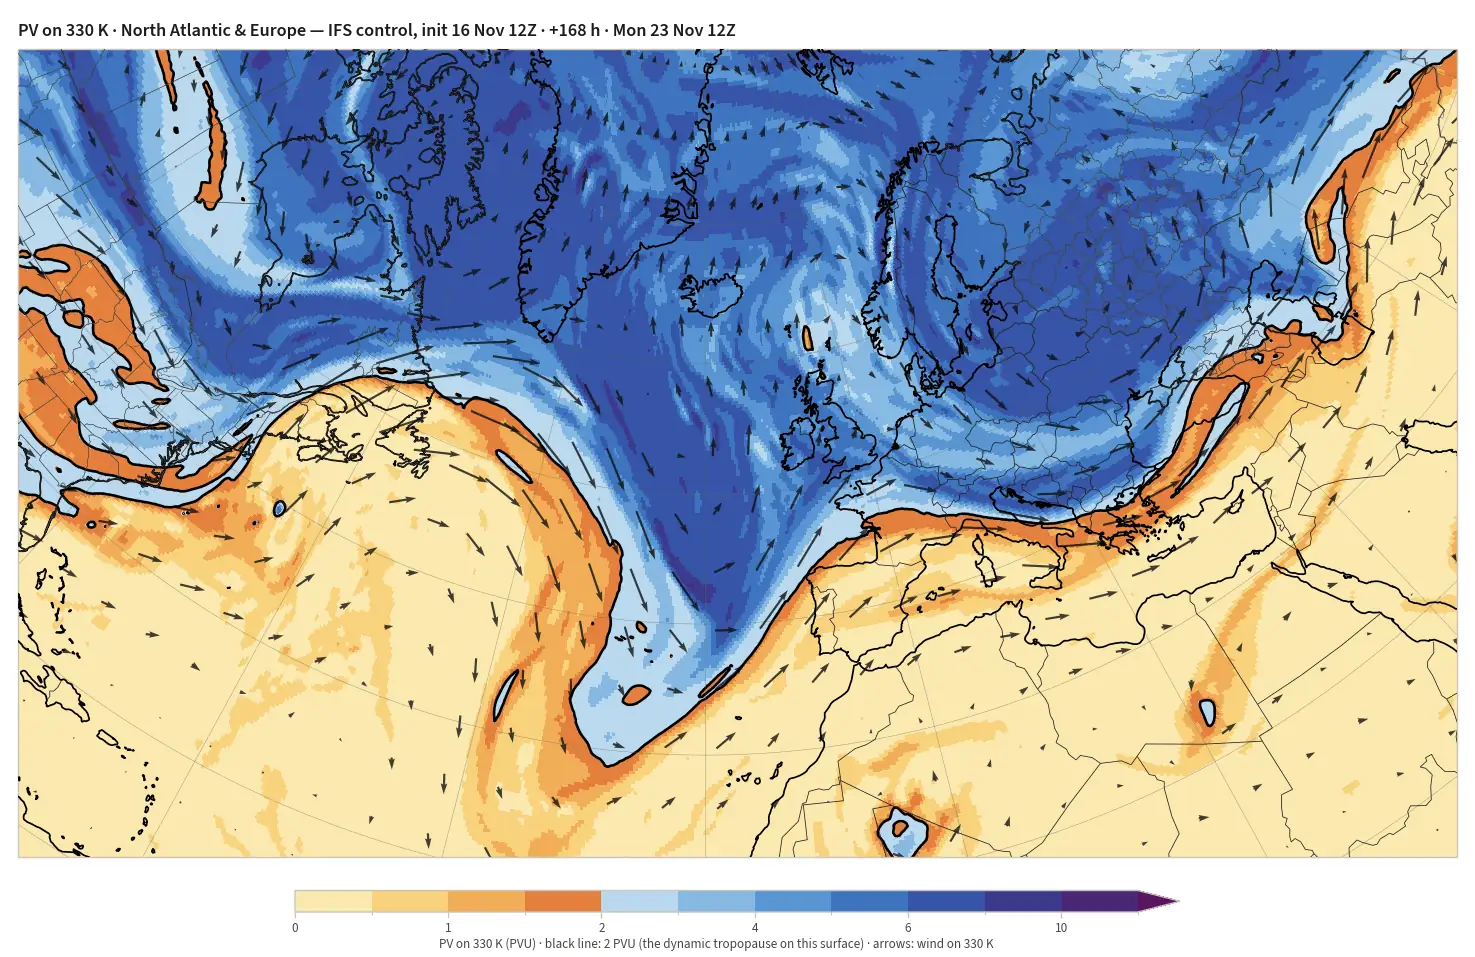 PV on 330 K · North Atlantic & Europe — IFS control, init 16 Nov 12Z · +168 h · Mon 23 Nov 12Z
0 1 2 4 6 10
PV on 330 K (PVU) · black line: 2 PVU (the dynamic tropopause on this surface) · arrows: wind on 330 K